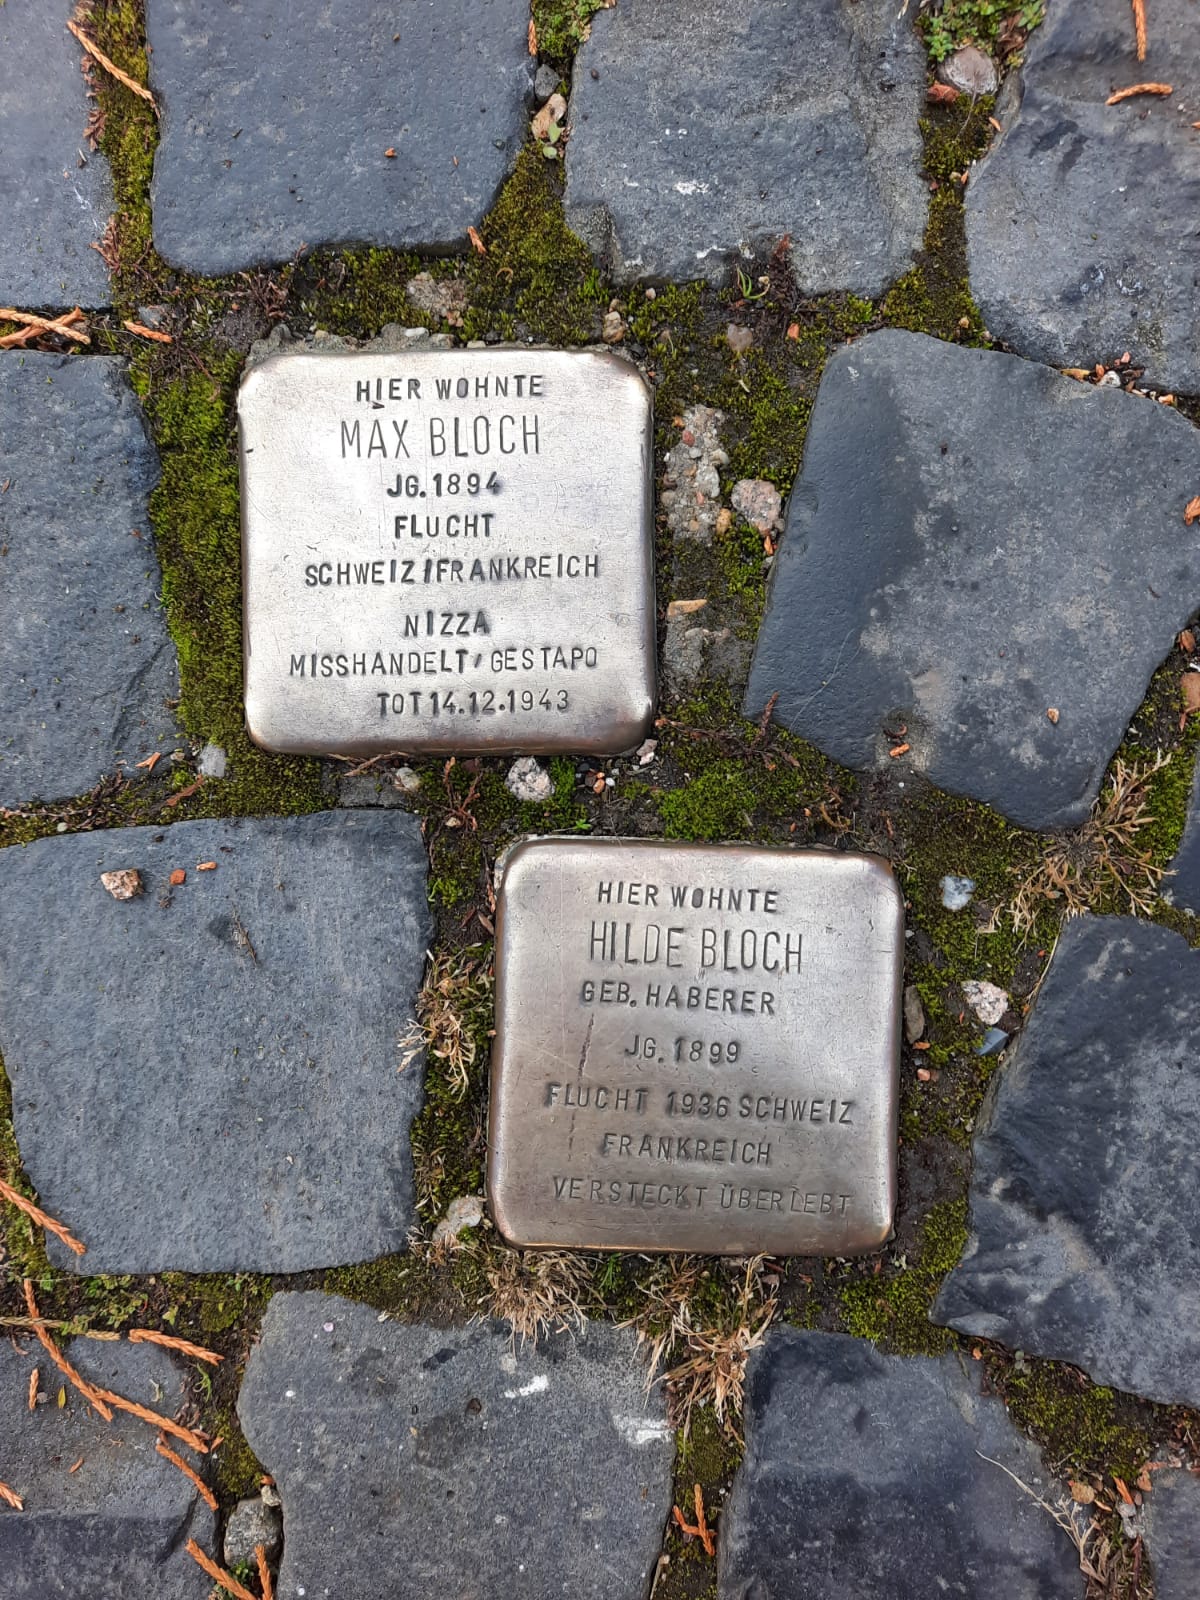 HIER WOHNTE
MAX BLOCH
JG. 1894
FLUCHT
SCHWEIZ/FRANKREICH
NIZZA
MISSHANDELT/GESTAPO
TOT 14.12.1943
HIER WOHNTE
HILDE BLOCH
GEB. HABERER
JG. 1899
FLUCHT 1936 SCHWEIZ
FRANKREICH
VERSTECKT ÜBERLEBT